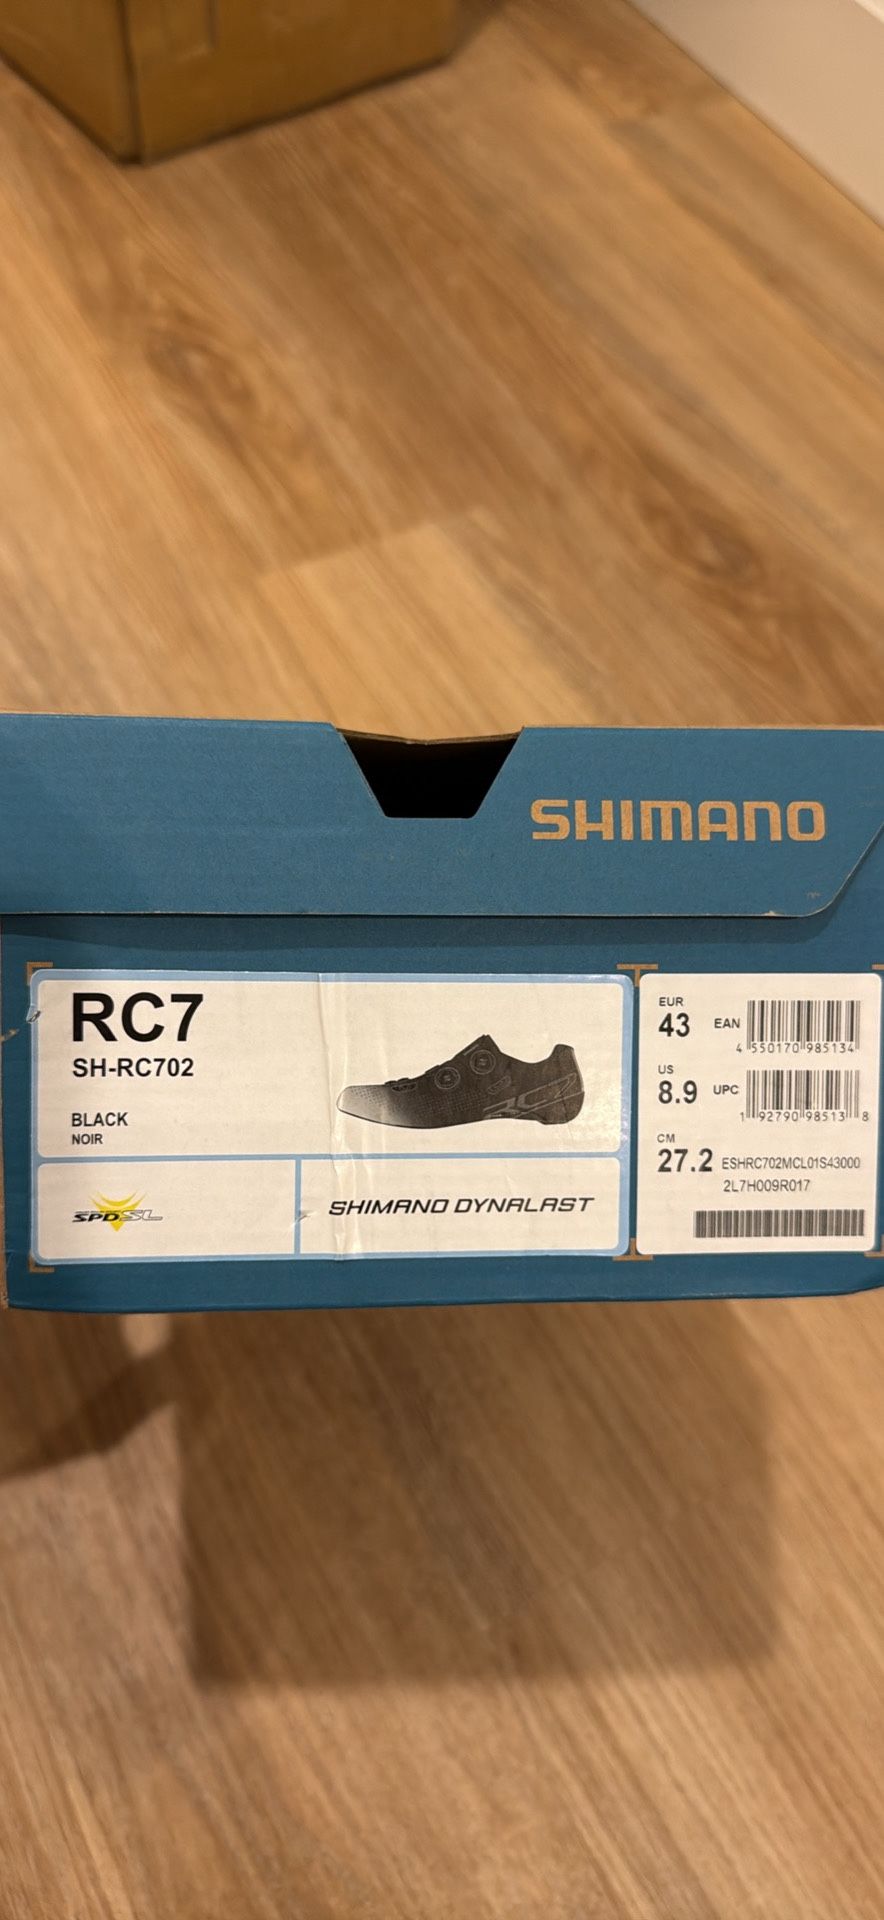 SHIMANO
RC7
SH-RC702
BLACK
NOIR
SPD-SL
SHIMANO DYNALAST
EUR
43
EAN
4 550170 985134
US
8.9
UPC
1 92790 98513 8
CM
27.2
ESHRC702MCL01S43000
2L7H009R017